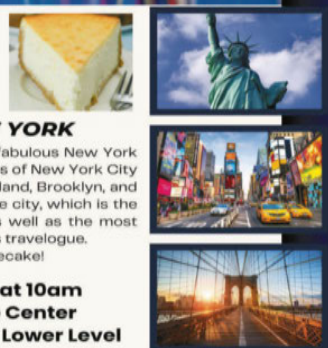 YORK
fabulous New York
s of New York City
land, Brooklyn, and
e city, which is the
well as the most
travelogue.
ecake!
at 10am
Center
Lower Level